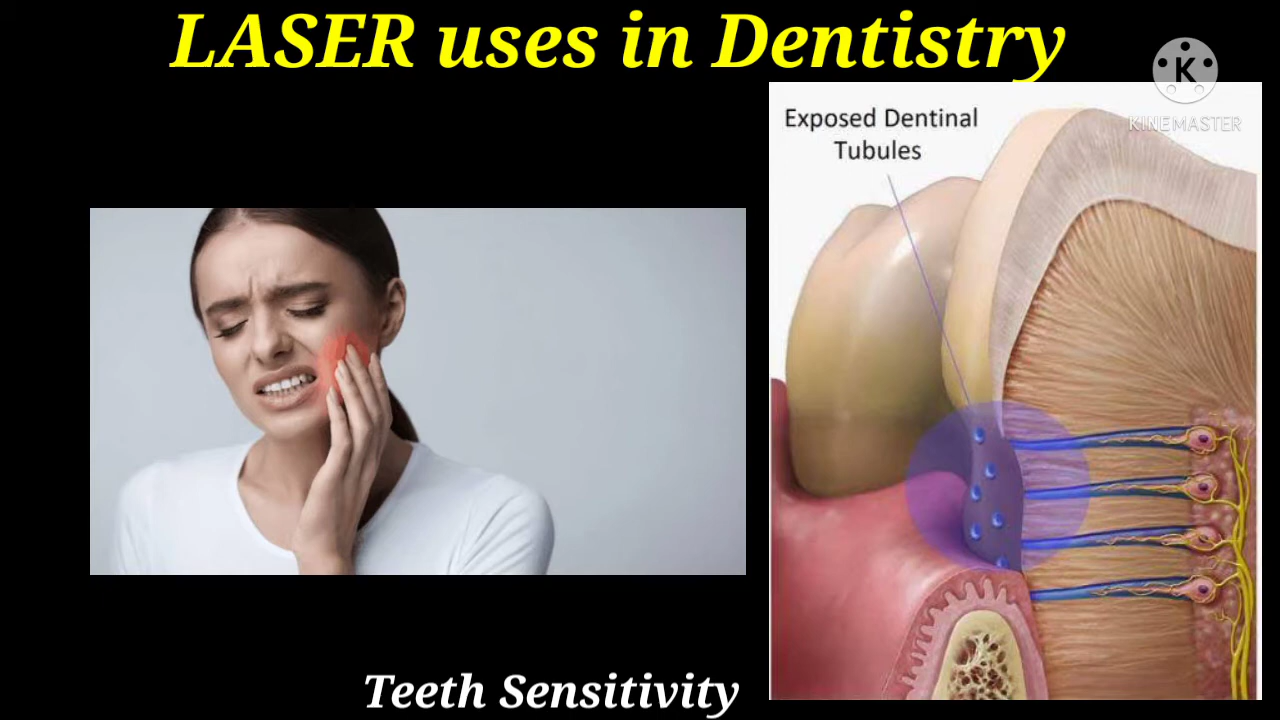 LASER uses in Dentistry
K
KINEMASTER
Exposed Dentinal
Tubules
Teeth Sensitivity